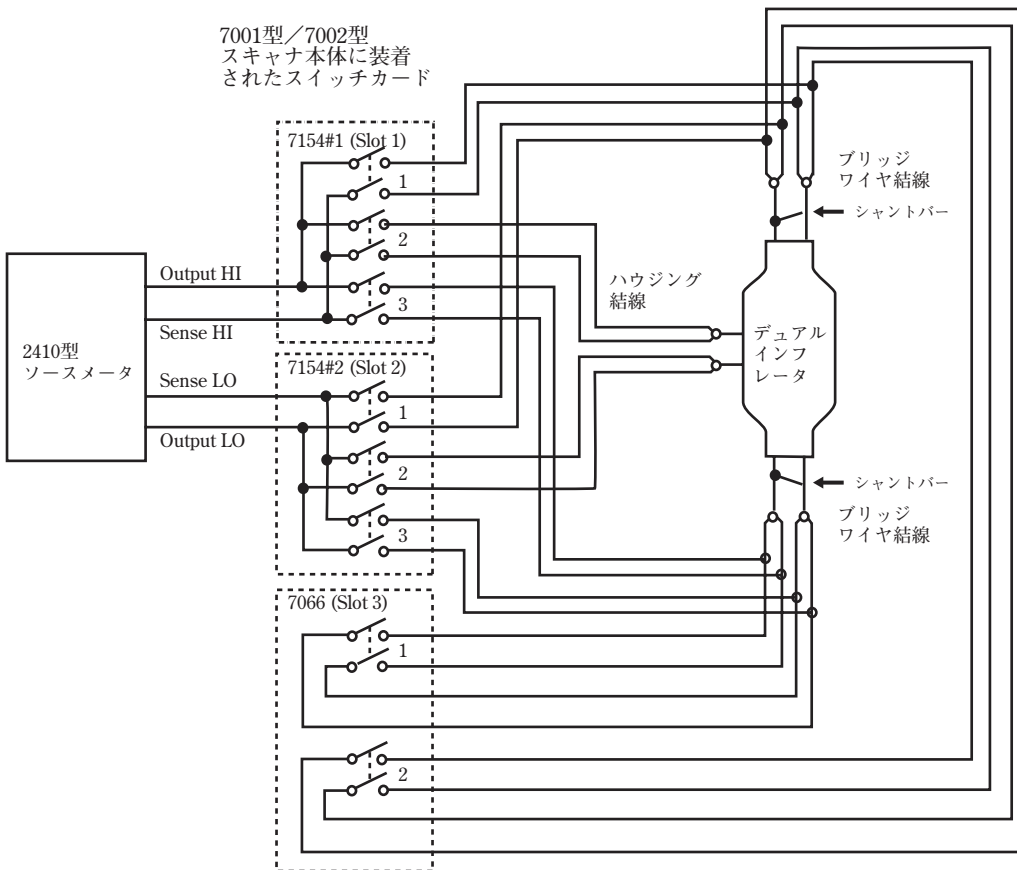 7001型／7002型
スキャナ本体に装着
されたスイッチカード
7154#1 (Slot 1)
1
2
3
2410型
ソースメータ
Output HI
Sense HI
Sense LO
Output LO
7154#2 (Slot 2)
1
2
3
7066 (Slot 3)
1
2
ブリッジ
ワイヤ結線
シャントバー
ハウジング
結線
デュアル
インフ
レータ
シャントバー
ブリッジ
ワイヤ結線